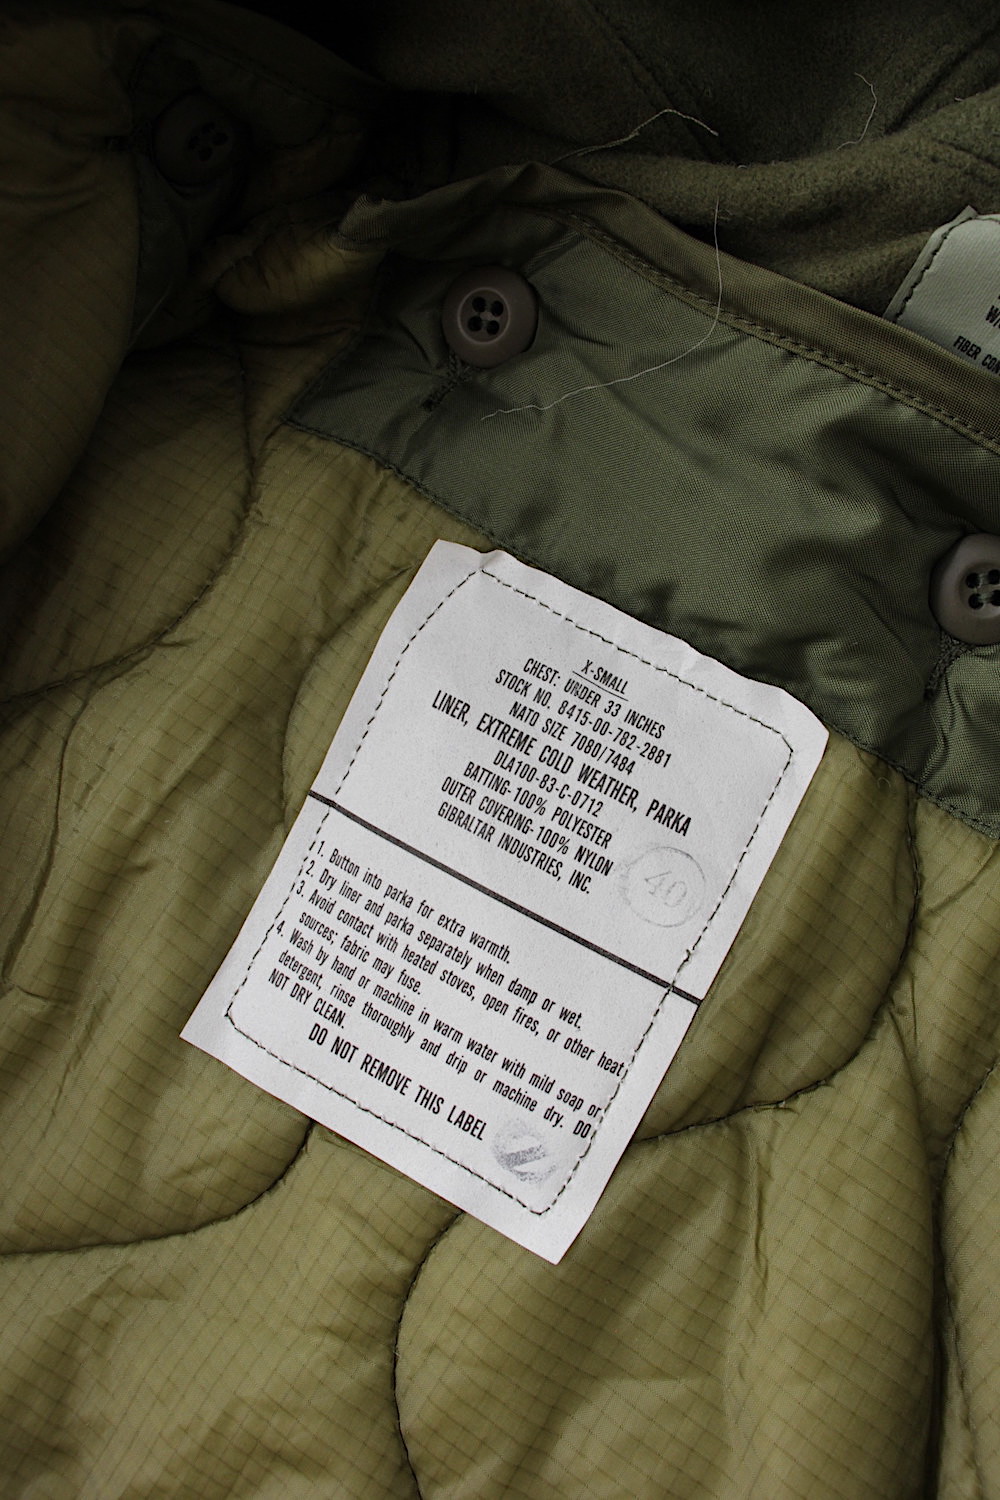 X-SMALL
CHEST: UNDER 33 INCHES
STOCK NO. 8415-00-782-2881
NATO SIZE 7080/7484
LINER, EXTREME COLD WEATHER, PARKA
DLA100-83-C-0712
BATTING-100% POLYESTER
OUTER COVERING-100% NYLON
GIBRALTAR INDUSTRIES, INC.
40
1. Button into parka for extra warmth.
2. Dry liner and parka separately when damp or wet.
3. Avoid contact with heated stoves, open fires, or other heat
sources; fabric may fuse.
4. Wash by hand or machine in warm water with mild soap or
detergent, rinse thoroughly and drip or machine dry. DO
NOT DRY CLEAN.
DO NOT REMOVE THIS LABEL
FIBER